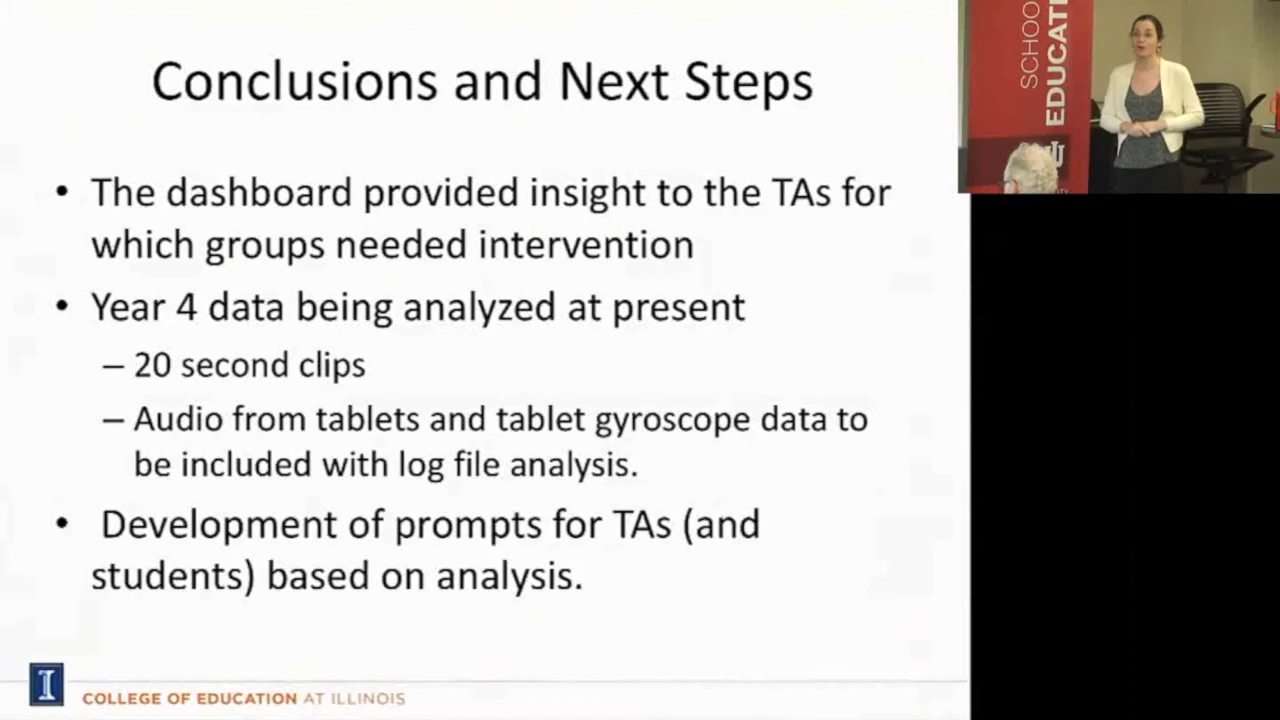 Conclusions and Next Steps
• The dashboard provided insight to the TAs for
which groups needed intervention
• Year 4 data being analyzed at present
– 20 second clips
– Audio from tablets and tablet gyroscope data to
be included with log file analysis.
• Development of prompts for TAs (and
students) based on analysis.
I COLLEGE OF EDUCATION AT ILLINOIS
SCHOO
EDUCATI